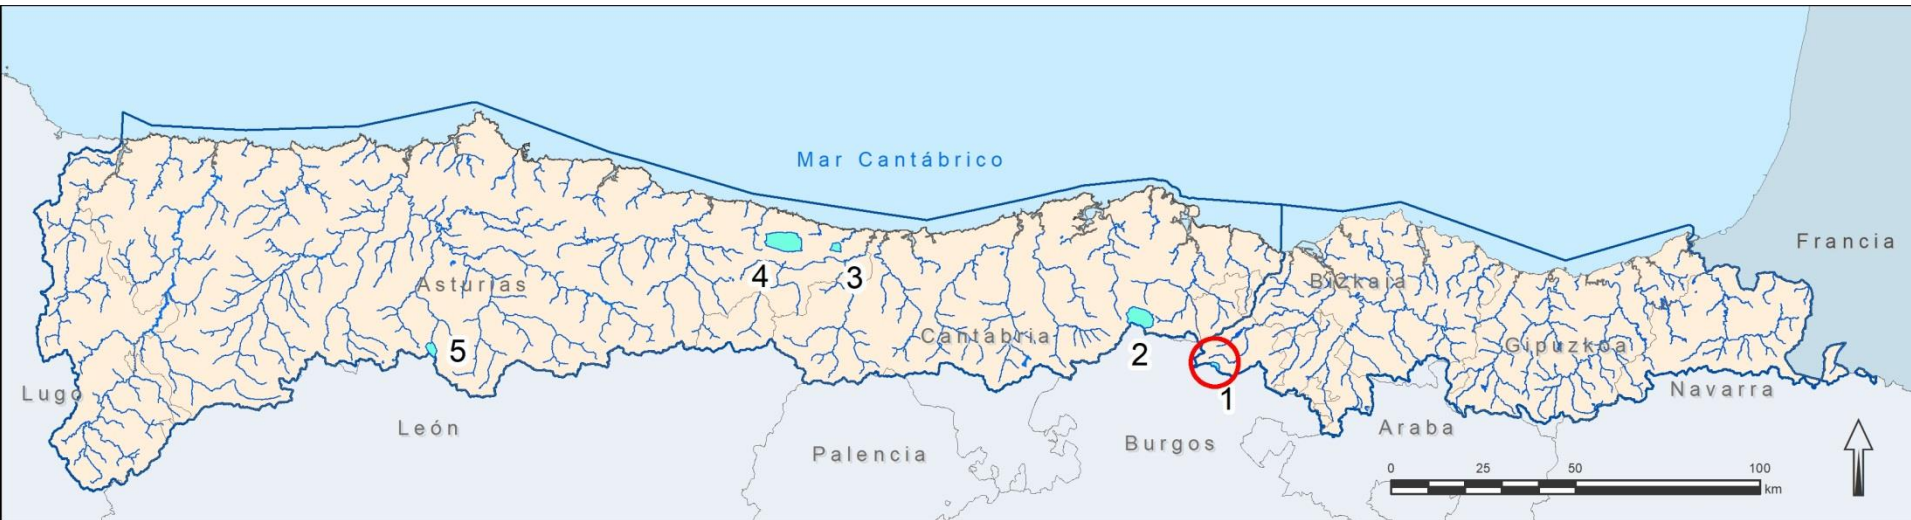 Mar Cantábrico
Francia
4
3
Asturias
Bizkaia
Cantabria
5
2
Gipuzkoa
1
Lugo
Navarra
León
Araba
Burgos
Palencia
0 25 50 100
km